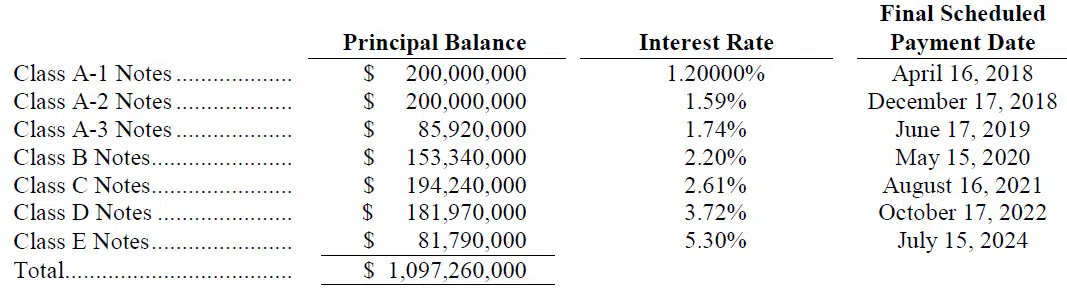 Final Scheduled
Principal Balance Interest Rate Payment Date
Class A-1 Notes .................... $ 200,000,000 1.20000% April 16, 2018
Class A-2 Notes .................... $ 200,000,000 1.59% December 17, 2018
Class A-3 Notes .................... $ 85,920,000 1.74% June 17, 2019
Class B Notes........................ $ 153,340,000 2.20% May 15, 2020
Class C Notes........................ $ 194,240,000 2.61% August 16, 2021
Class D Notes ....................... $ 181,970,000 3.72% October 17, 2022
Class E Notes........................ $ 81,790,000 5.30% July 15, 2024
Total...................................... $ 1,097,260,000